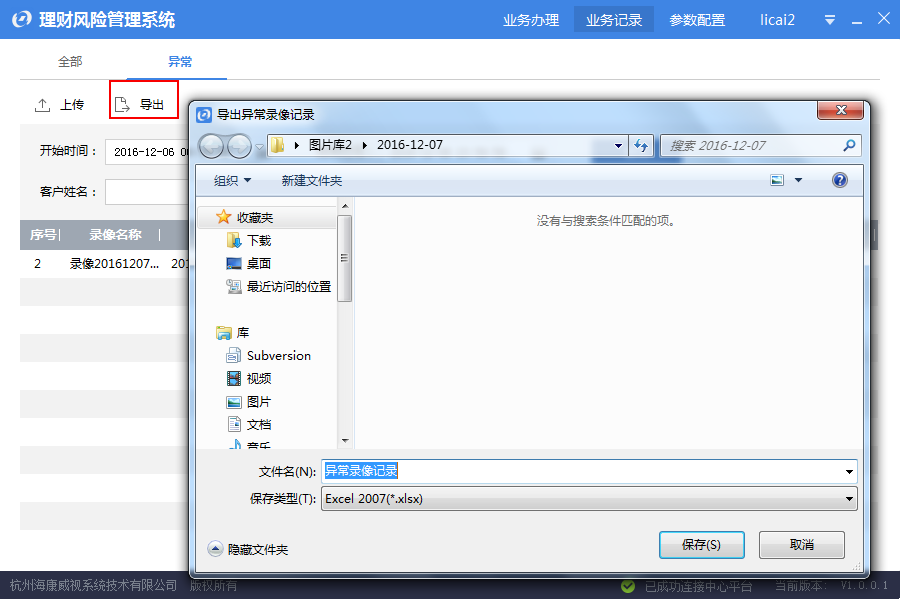 理财风险管理系统
业务办理 业务记录 参数配置 licai2
全部 异常
上传 导出
导出异常录像记录
图片库2 2016-12-07
搜索 2016-12-07
组织 新建文件夹
开始时间： 2016-12-06
客户姓名：
序号 录像名称
2 录像20161207...
收藏夹
下载
桌面
最近访问的位置
库
Subversion
视频
图片
文档
音乐
没有与搜索条件匹配的项。
文件名(N): 异常录像记录
保存类型(T): Excel 2007(*.xlsx)
隐藏文件夹
保存(S) 取消
杭州海康威视系统技术有限公司 版权所有
已成功连接中心平台 当前版本: V1.0.0.1